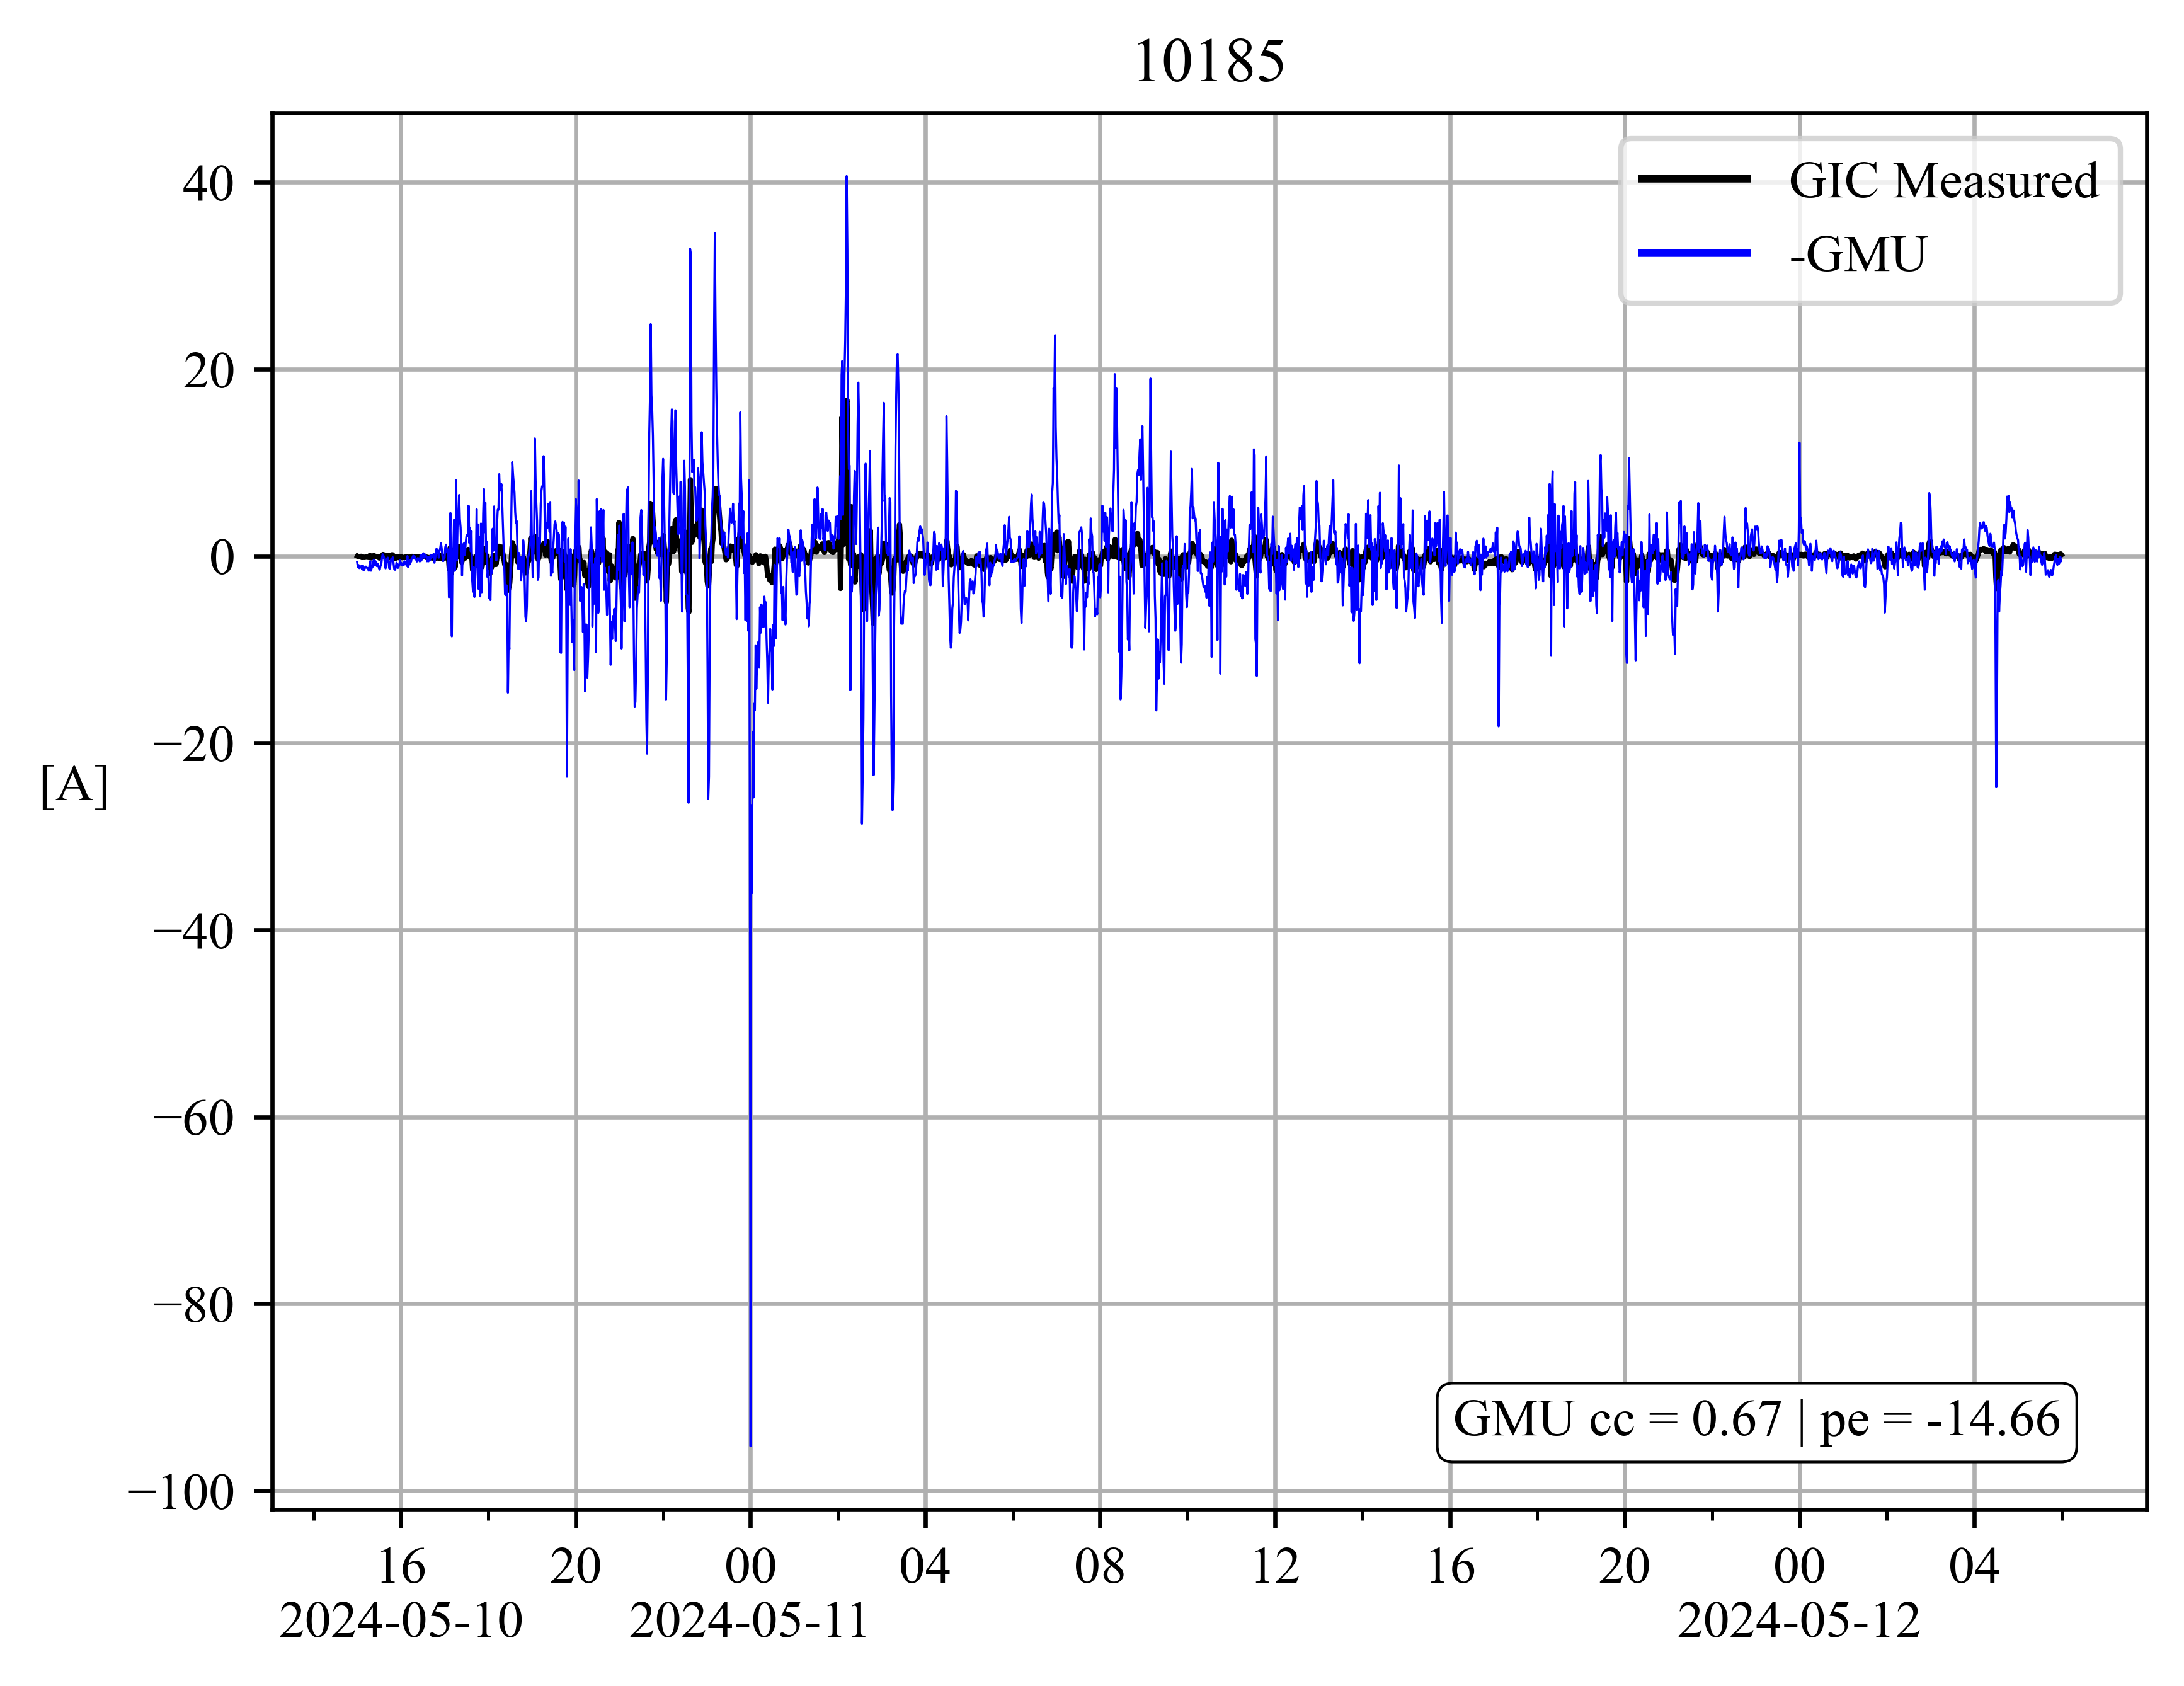 10185
GIC Measured
-GMU
40
20
0
−20
[A]
−40
−60
−80
−100
GMU cc = 0.67 | pe = -14.66
16 20 00 04 08 12 16 20 00 04
2024-05-10 2024-05-11 2024-05-12